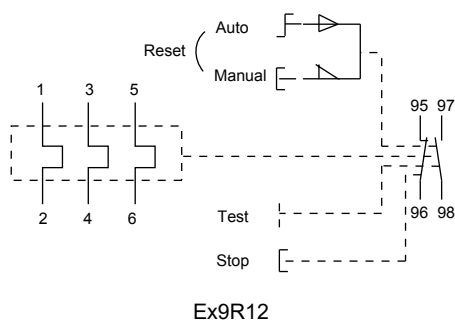 Auto
Reset
Manual
1 3 5
95 97
2 4 6
96 98
Test
Stop
Ex9R12